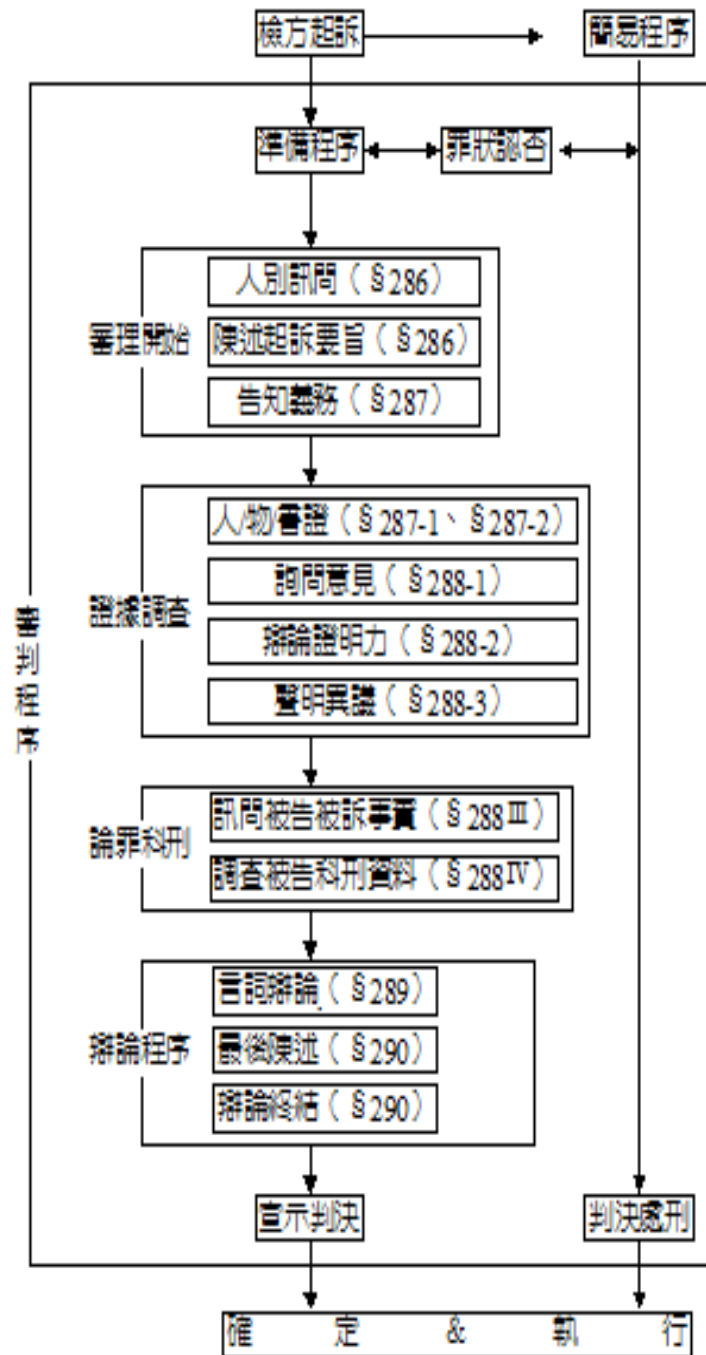 檢方起訴
簡易程序
準備程序
罪狀認否
審理開始
人別訊問（§286）
陳述起訴要旨（§286）
告知義務（§287）
證據調查
人/物/書證（§287-1、§287-2）
詢問意見（§288-1）
辯論證明力（§288-2）
聲明異議（§288-3）
論罪科刑
訊問被告被訴事實（§288Ⅲ）
調查被告科刑資料（§288Ⅳ）
辯論程序
言詞辯論（§289）
最後陳述（§290）
辯論終結（§290）
宣示判決
判決處刑
確定&執行